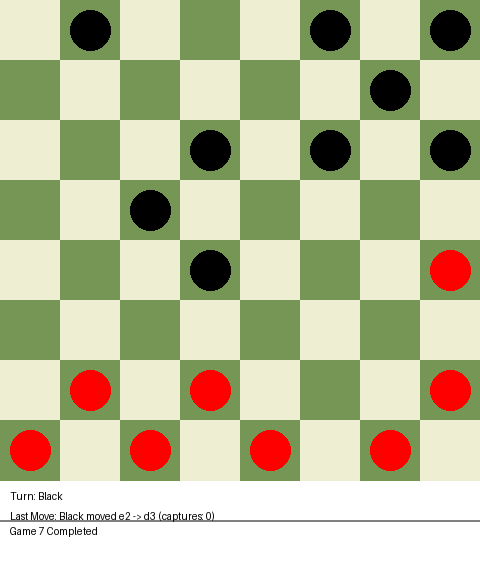 Turn: Black
Last Move: Black moved e2 -> d3 (captures: 0)
Game 7 Completed